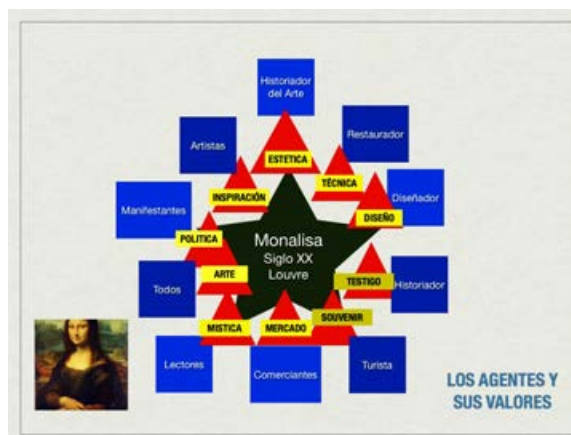 Historiador
del Arte
Artistas
Restaurador
ESTETICA
TÉCNICA
INSPIRACIÓN
Diseñador
DISEÑO
Manifestantes
POLITICA
Monalisa
Siglo XX
Louvre
ARTE
TESTIGO
Todos
Historiador
SOUVENIR
MISTICA
MERCADO
Lectores
Comerciantes
Turista
LOS AGENTES Y
SUS VALORES